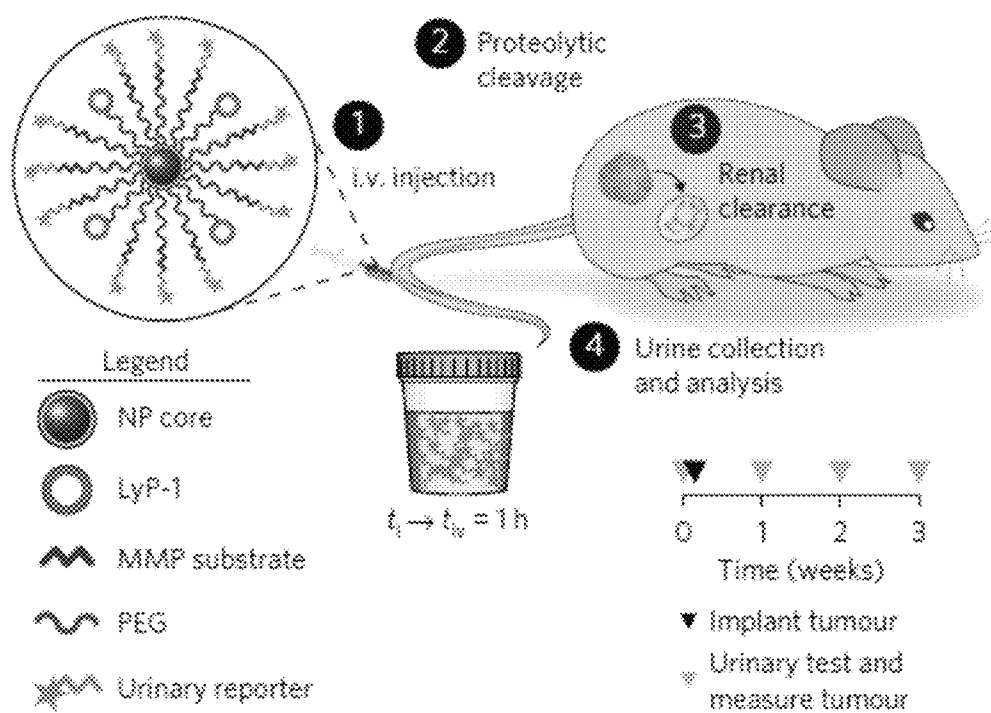 2 Proteolytic
cleavage
1
i.v. injection
3
Renal
clearance
4 Urine collection
and analysis
Legend
NP core
LyP-1
MMP substrate
PEG
Urinary reporter
tᵢ → tᵢᵥ = 1 h
0 1 2 3
Time (weeks)
Implant tumour
Urinary test and
measure tumour